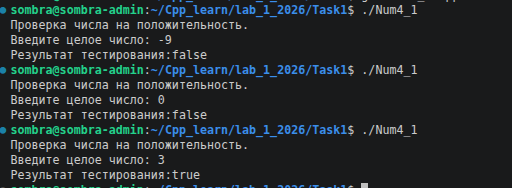 sombra@sombra-admin:~/Cpp_learn/lab_1_2026/Task1$ ./Num4_1
Проверка числа на положительность.
Введите целое число: -9
Результат тестирования:false
sombra@sombra-admin:~/Cpp_learn/lab_1_2026/Task1$ ./Num4_1
Проверка числа на положительность.
Введите целое число: 0
Результат тестирования:false
sombra@sombra-admin:~/Cpp_learn/lab_1_2026/Task1$ ./Num4_1
Проверка числа на положительность.
Введите целое число: 3
Результат тестирования:true
sombra@sombra-admin:~/Cpp_learn/lab_1_2026/Task1$